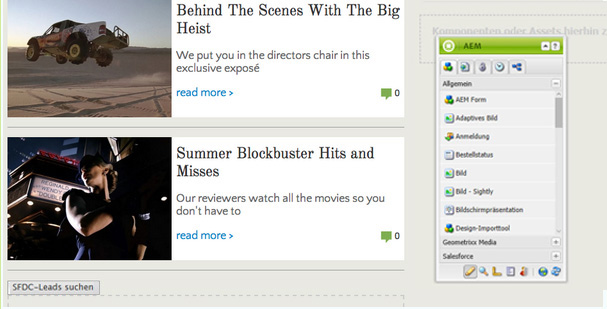 Behind The Scenes With The Big
Heist
We put you in the directors chair in this
exclusive exposé
read more >
0
Summer Blockbuster Hits and
Misses
Our reviewers watch all the movies so you
don't have to
read more >
0
SFDC-Leads suchen
Komponenten oder Assets hierhin z
AEM
?
Allgemein
AEM Form
Adaptives Bild
Anmeldung
Bestellstatus
Bild
Bild - Sightly
Bildschirmpräsentation
Design-Importtool
Geometrixx Media
Salesforce